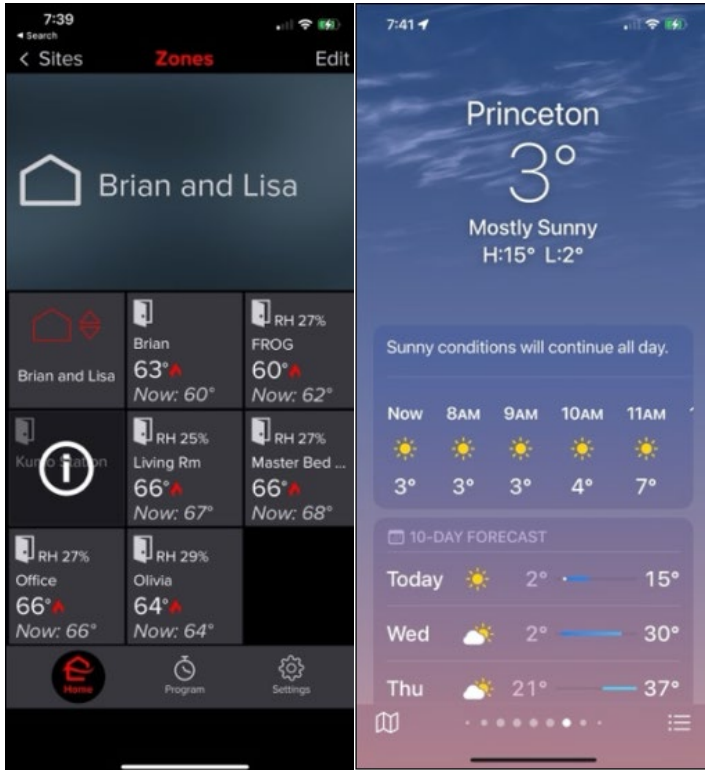 7:39
◄ Search
< Sites
Zones
Edit
Brian and Lisa
Brian and Lisa
Brian
63°
Now: 60°
RH 27%
FROG
60°
Now: 62°
Kumo Station
RH 25%
Living Rm
66°
Now: 67°
RH 27%
Master Bed ...
66°
Now: 68°
RH 27%
Office
66°
Now: 66°
RH 29%
Olivia
64°
Now: 64°
Home
Program
Settings
7:41
Princeton
3°
Mostly Sunny
H:15° L:2°
Sunny conditions will continue all day.
Now 8AM 9AM 10AM 11AM
3° 3° 3° 4° 7°
10-DAY FORECAST
Today 2° 15°
Wed 2° 30°
Thu 21° 37°